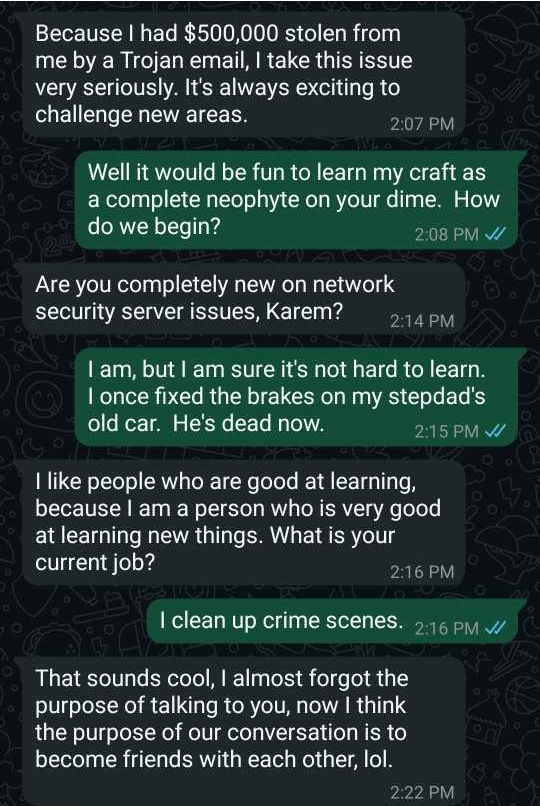 Because I had $500,000 stolen from
me by a Trojan email, I take this issue
very seriously. It's always exciting to
challenge new areas.
2:07 PM
Well it would be fun to learn my craft as
a complete neophyte on your dime.  How
do we begin?
2:08 PM
Are you completely new on network
security server issues, Karem?
2:14 PM
I am, but I am sure it's not hard to learn.
I once fixed the brakes on my stepdad's
old car.  He's dead now.
2:15 PM
I like people who are good at learning,
because I am a person who is very good
at learning new things. What is your
current job?
2:16 PM
I clean up crime scenes.
2:16 PM
That sounds cool, I almost forgot the
purpose of talking to you, now I think
the purpose of our conversation is to
become friends with each other, lol.
2:22 PM